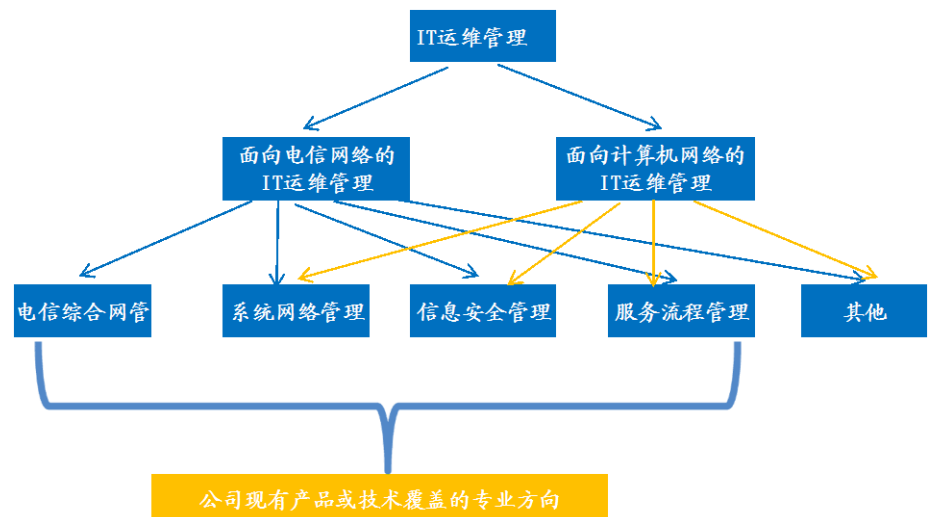 IT运维管理
面向电信网络的
IT运维管理
面向计算机网络的
IT运维管理
电信综合网管
系统网络管理
信息安全管理
服务流程管理
其他
公司现有产品或技术覆盖的专业方向